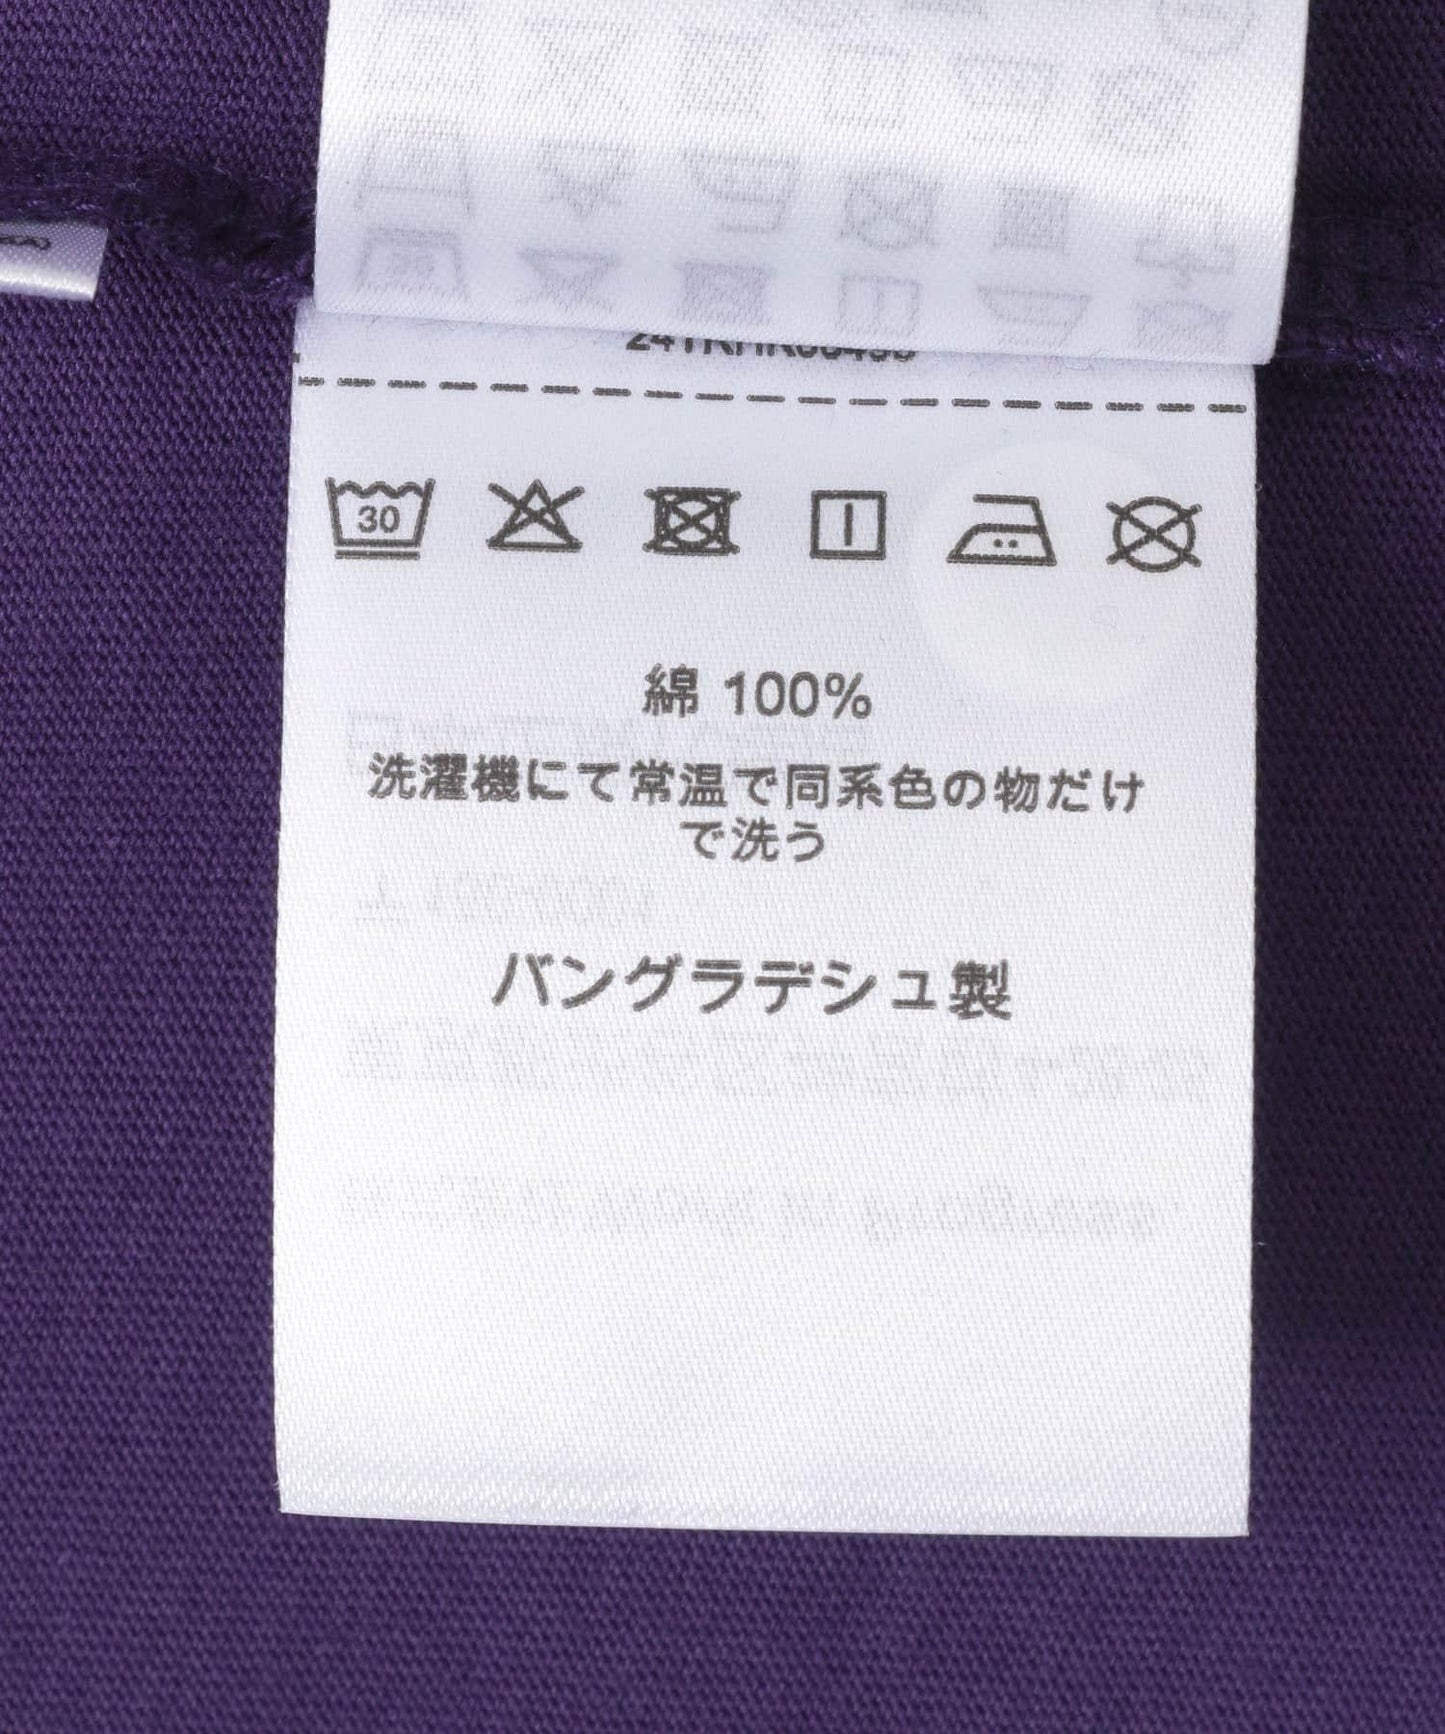 30
綿 100%
洗濯機にて常温で同系色の物だけ
で洗う
バングラデシュ製